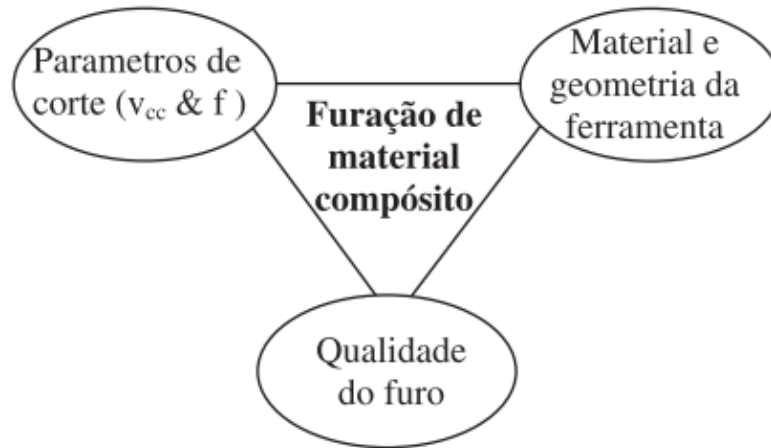 Parametros de
corte (vcc & f )
Material e
geometria da
ferramenta
Furação de
material
compósito
Qualidade
do furo